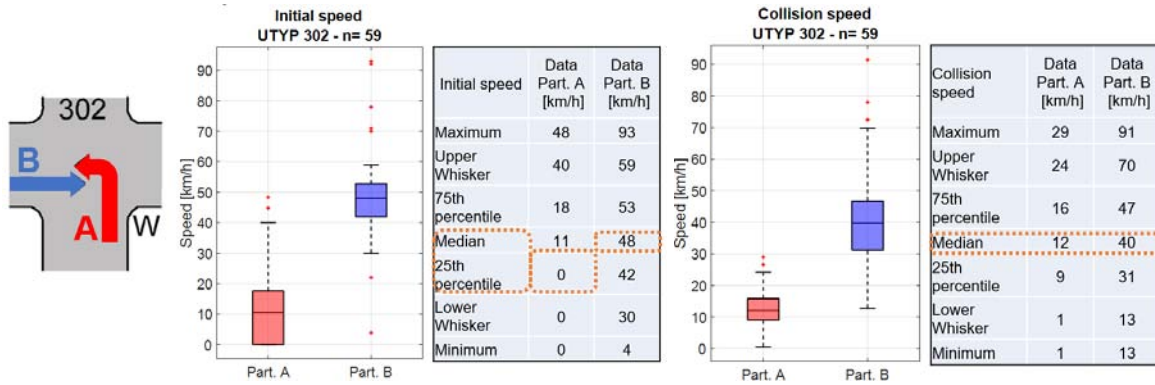 302
B
A
W
Initial speed
UTYP 302 - n= 59
Speed [km/h]
90
80
70
60
50
40
30
20
10
0
Part. A Part. B
Initial speed Data Part. A [km/h] Data Part. B [km/h]
Maximum 48 93
Upper Whisker 40 59
75th percentile 18 53
Median 11 48
25th percentile 0 42
Lower Whisker 0 30
Minimum 0 4
Collision speed
UTYP 302 - n= 59
Speed [km/h]
90
80
70
60
50
40
30
20
10
0
Part. A Part. B
Collision speed Data Part. A [km/h] Data Part. B [km/h]
Maximum 29 91
Upper Whisker 24 70
75th percentile 16 47
Median 12 40
25th percentile 9 31
Lower Whisker 1 13
Minimum 1 13